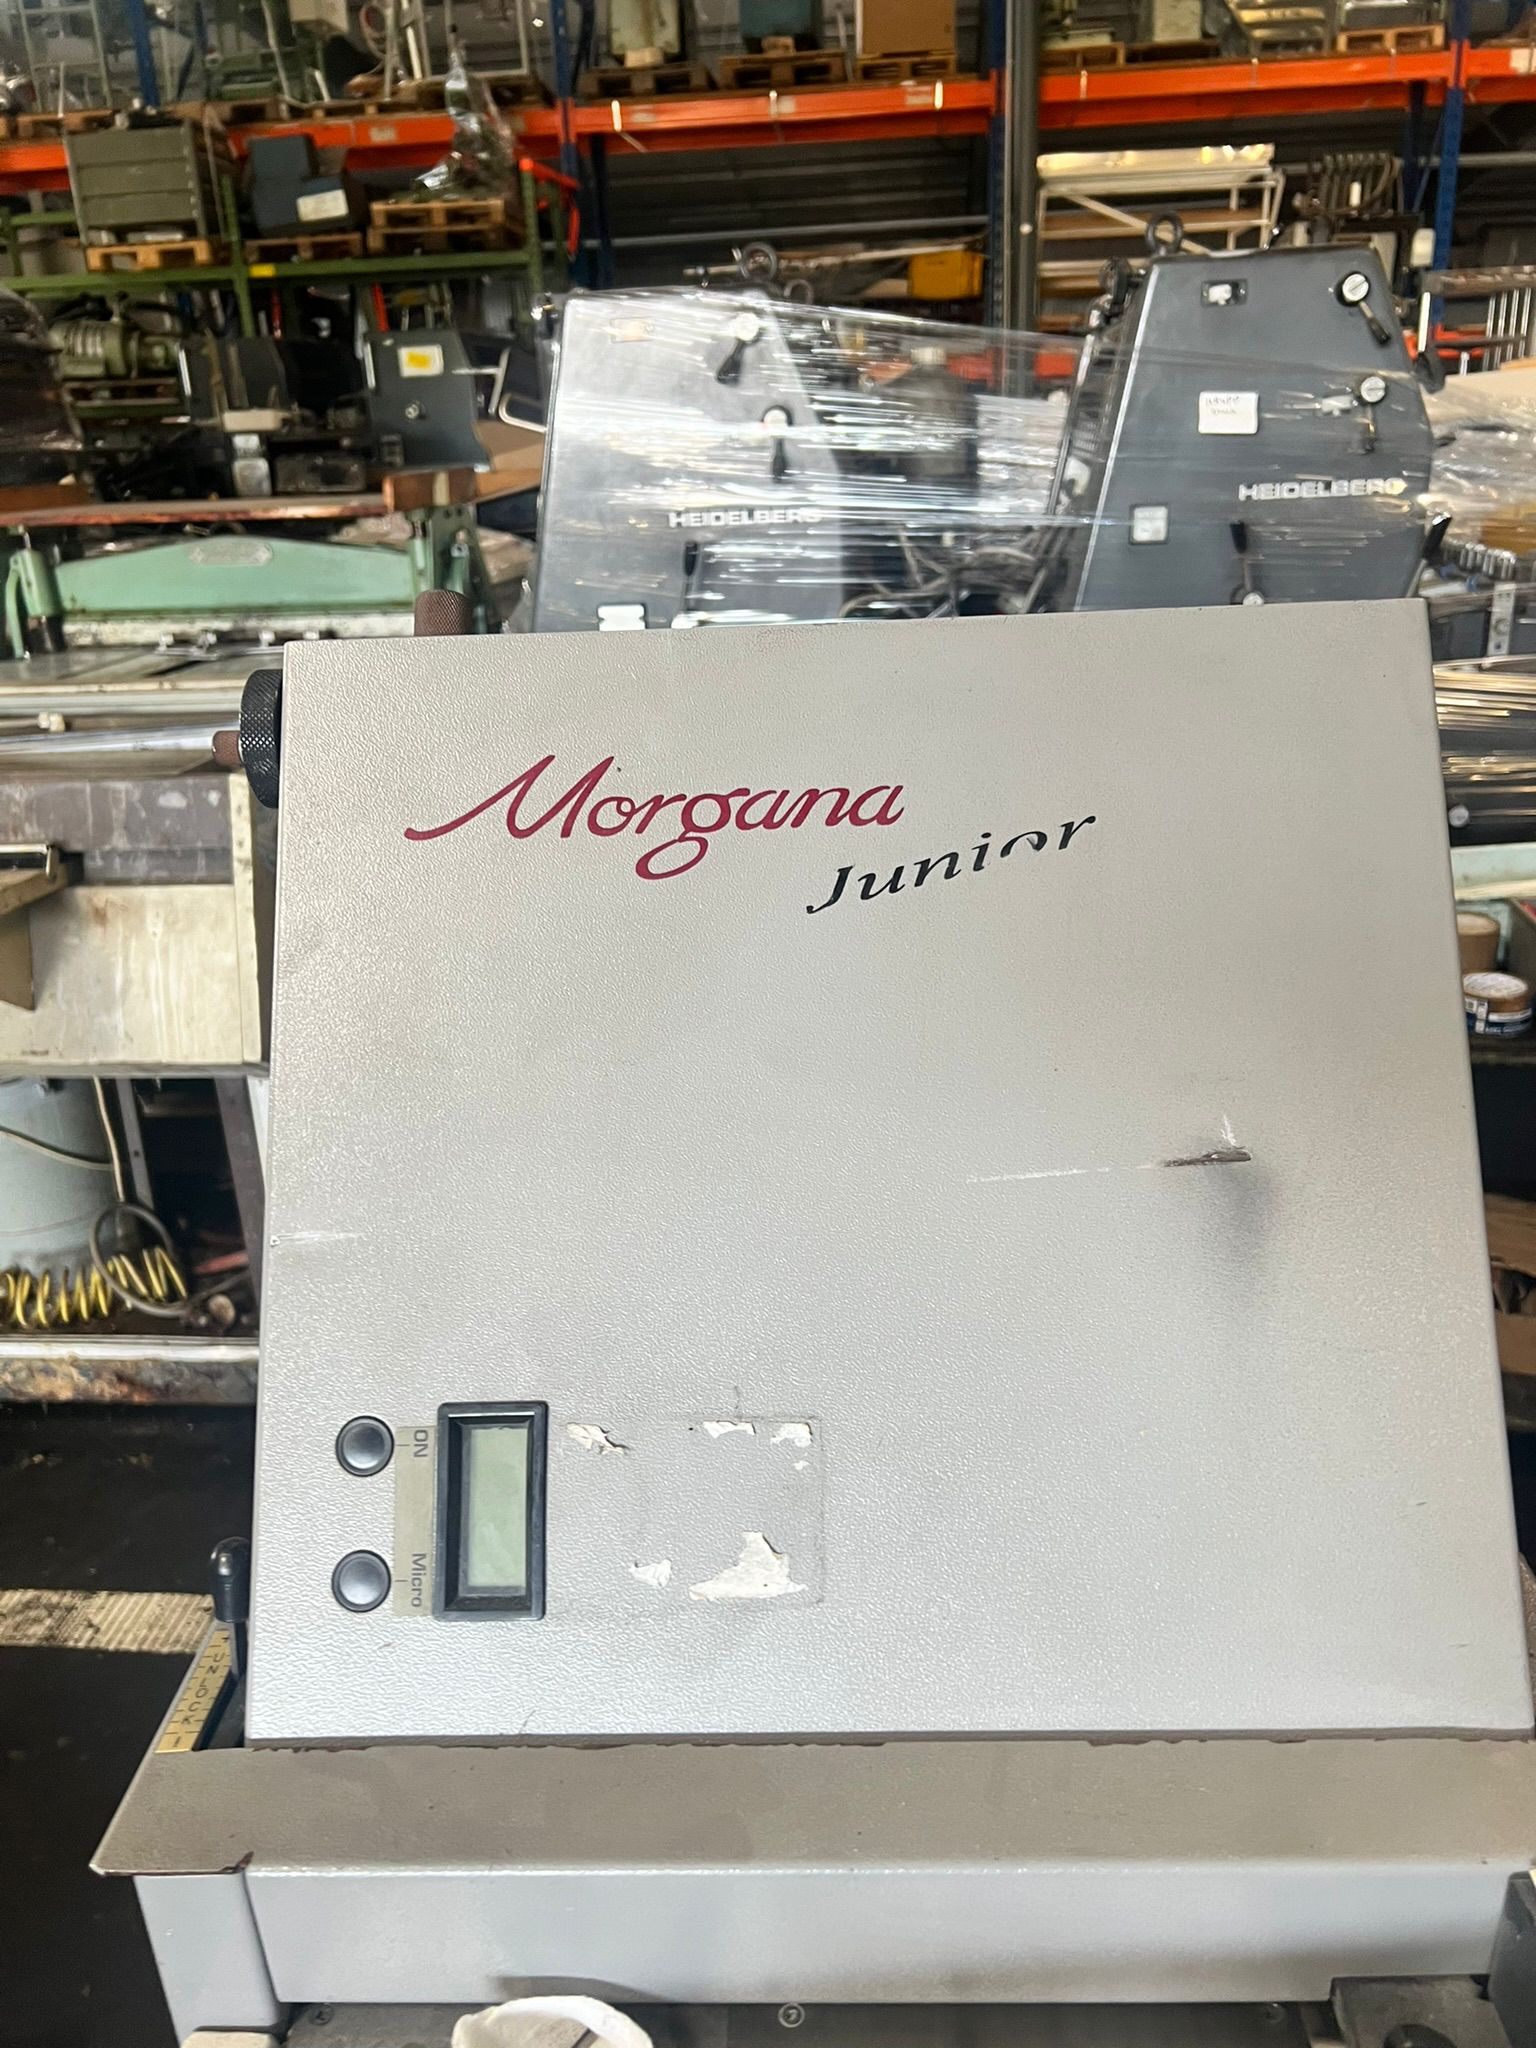 HEIDELBERG
HEIDELBERG
Morgana
Junior
ON
Micro
UNLOCK